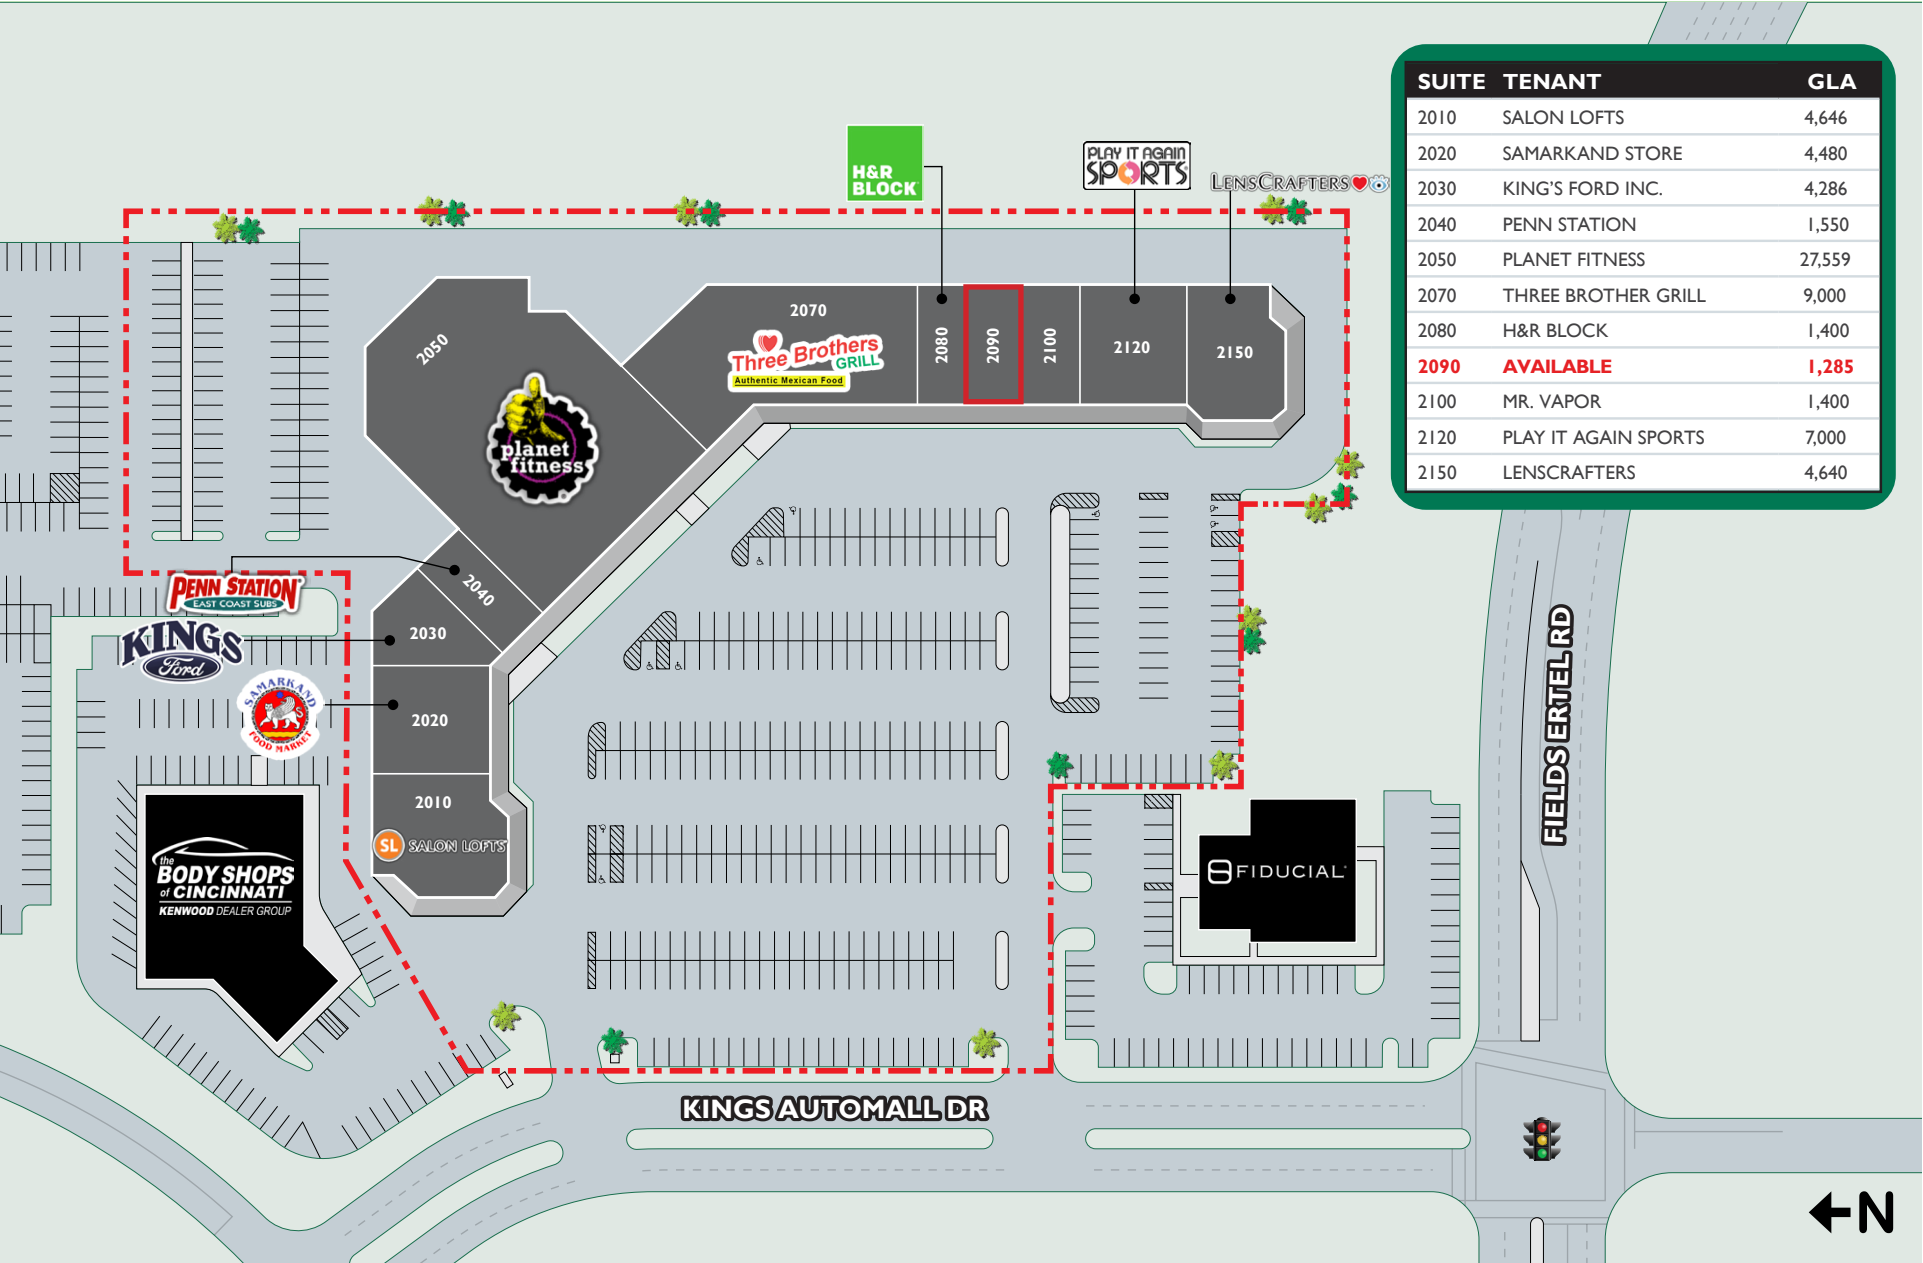 SUITE TENANT GLA
2010 SALON LOFTS 4,646
2020 SAMARKAND STORE 4,480
2030 KING'S FORD INC. 4,286
2040 PENN STATION 1,550
2050 PLANET FITNESS 27,559
2070 THREE BROTHER GRILL 9,000
2080 H&R BLOCK 1,400
2090 AVAILABLE 1,285
2100 MR. VAPOR 1,400
2120 PLAY IT AGAIN SPORTS 7,000
2150 LENSCRAFTERS 4,640
H&R
BLOCK
PLAY IT AGAIN
SPORTS
LENSCRAFTERS
2050
planet
fitness
2070
Three Brothers
GRILL
Authentic Mexican Food
2080
2090
2100
2120
2150
2040
PENN STATION
EAST COAST SUBS
KINGS
Ford
2030
SAMARKAND
FOOD MARKET
2020
2010
SL SALON LOFTS
the
BODY SHOPS
of CINCINNATI
KENWOOD DEALER GROUP
FIDUCIAL
FIELDS ERTEL RD
KINGS AUTOMALL DR
N